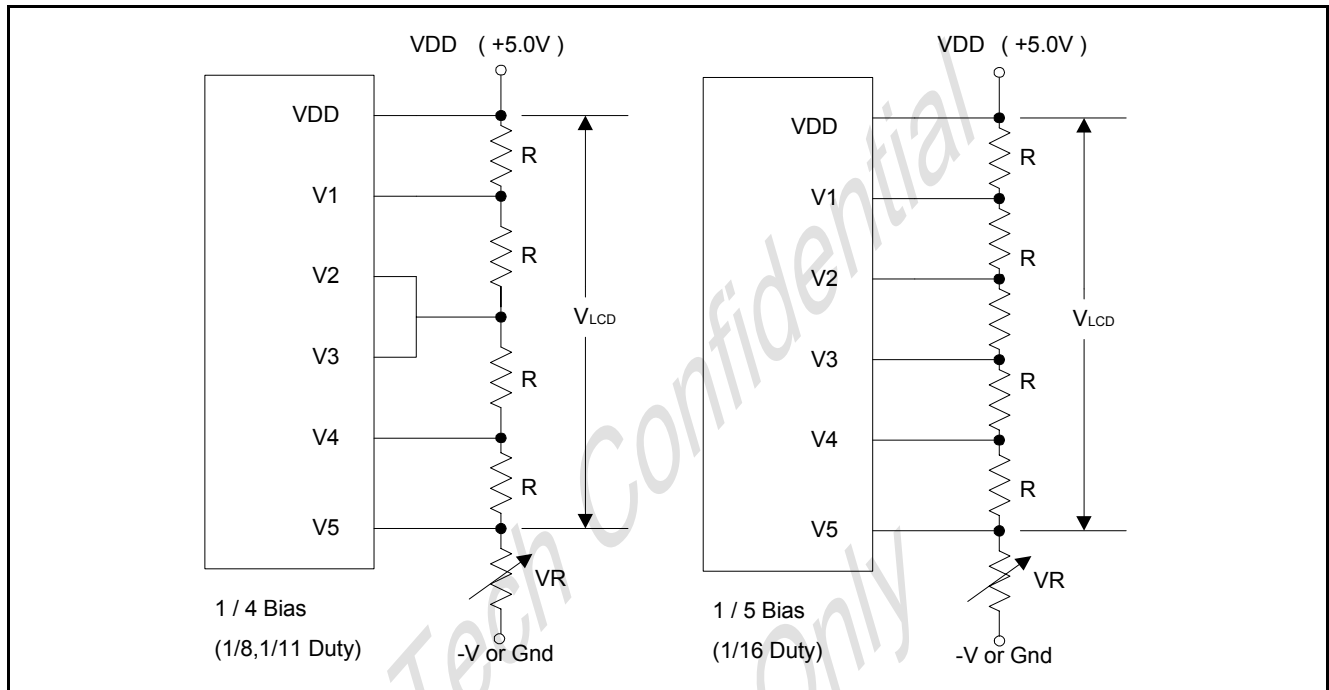 VDD ( +5.0V )
VDD
R
V1
R
V2
V3
VLCD
R
V4
R
V5
VR
1 / 4 Bias
(1/8,1/11 Duty)
-V or Gnd
VDD ( +5.0V )
VDD
R
V1
R
V2
VLCD
V3
R
V4
R
V5
VR
1 / 5 Bias
(1/16 Duty)
-V or Gnd
Tech Confidential
Only